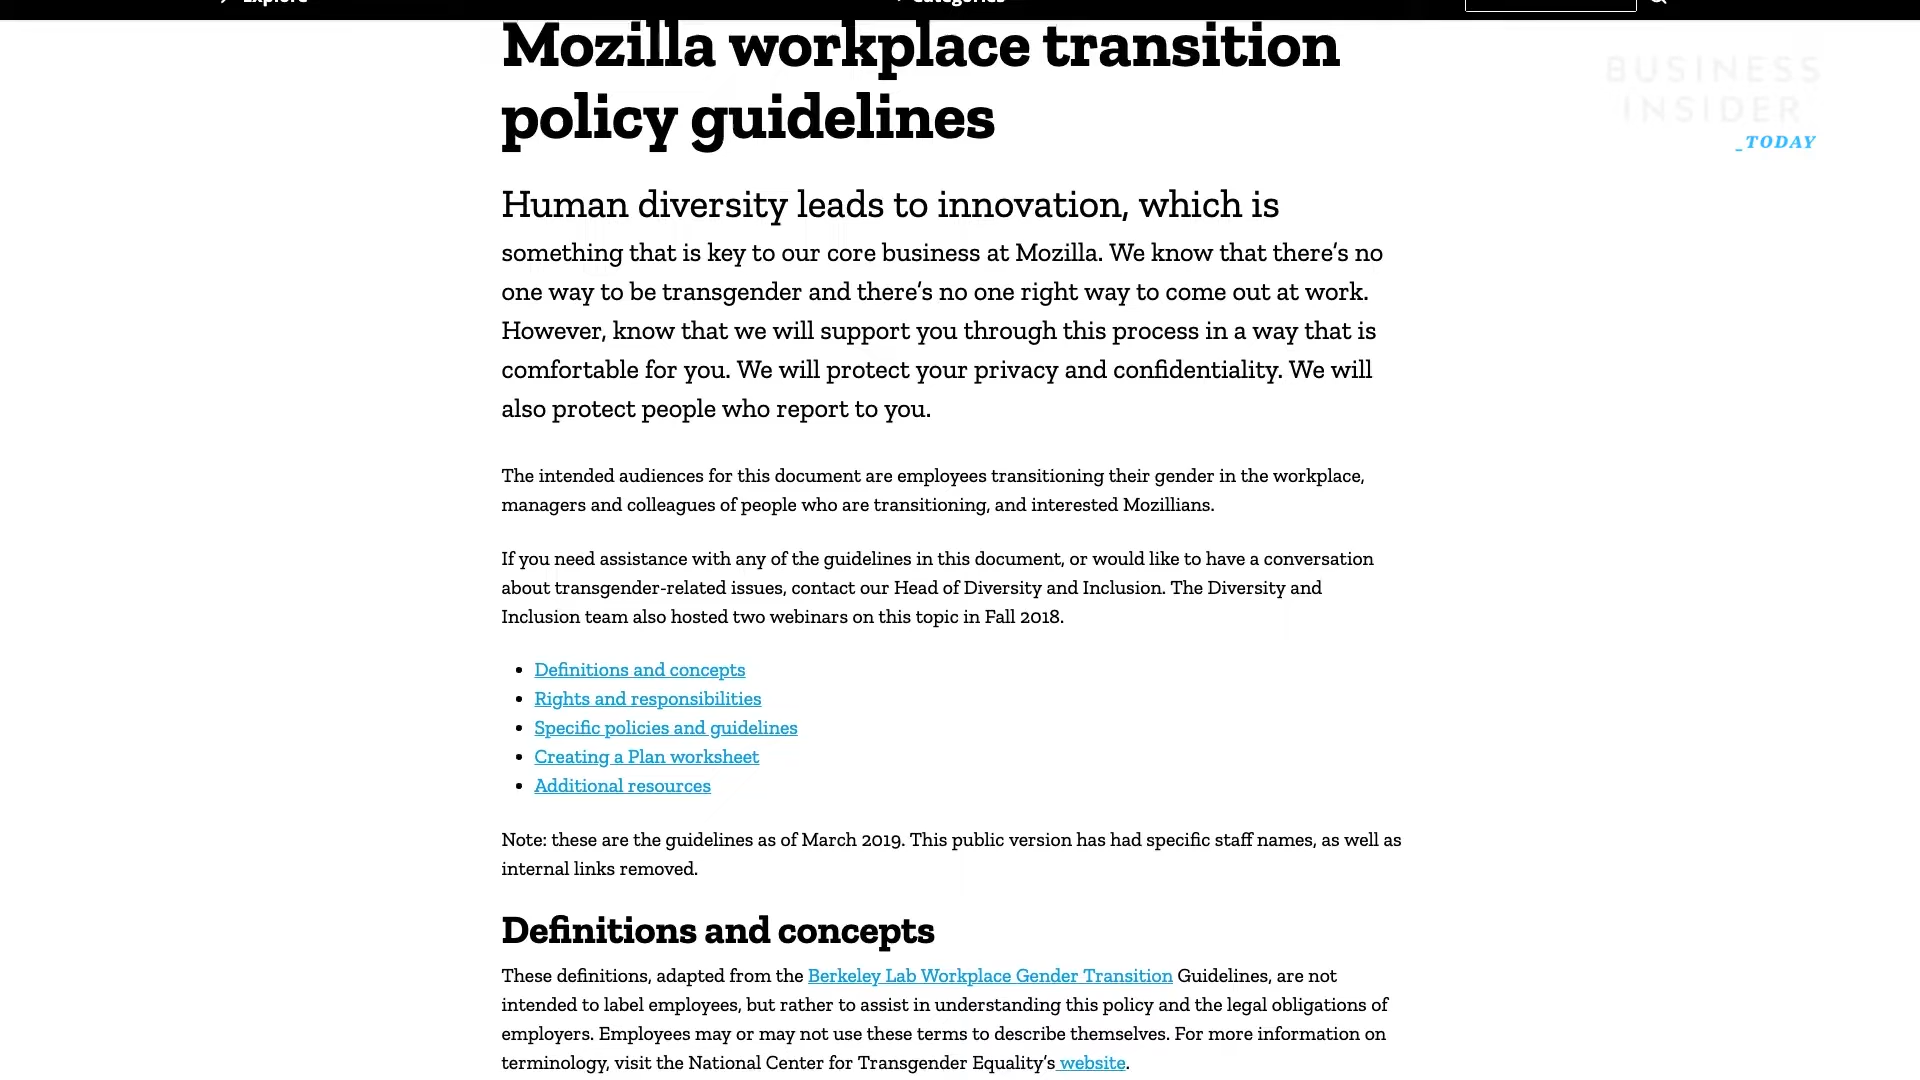 Explore
Categories
Mozilla workplace transition
policy guidelines
BUSINESS
INSIDER
_TODAY
Human diversity leads to innovation, which is
something that is key to our core business at Mozilla. We know that there’s no
one way to be transgender and there’s no one right way to come out at work.
However, know that we will support you through this process in a way that is
comfortable for you. We will protect your privacy and confidentiality. We will
also protect people who report to you.
The intended audiences for this document are employees transitioning their gender in the workplace,
managers and colleagues of people who are transitioning, and interested Mozillians.
If you need assistance with any of the guidelines in this document, or would like to have a conversation
about transgender-related issues, contact our Head of Diversity and Inclusion. The Diversity and
Inclusion team also hosted two webinars on this topic in Fall 2018.
Definitions and concepts
Rights and responsibilities
Specific policies and guidelines
Creating a Plan worksheet
Additional resources
Note: these are the guidelines as of March 2019. This public version has had specific staff names, as well as
internal links removed.
Definitions and concepts
These definitions, adapted from the Berkeley Lab Workplace Gender Transition Guidelines, are not
intended to label employees, but rather to assist in understanding this policy and the legal obligations of
employers. Employees may or may not use these terms to describe themselves. For more information on
terminology, visit the National Center for Transgender Equality’s website.